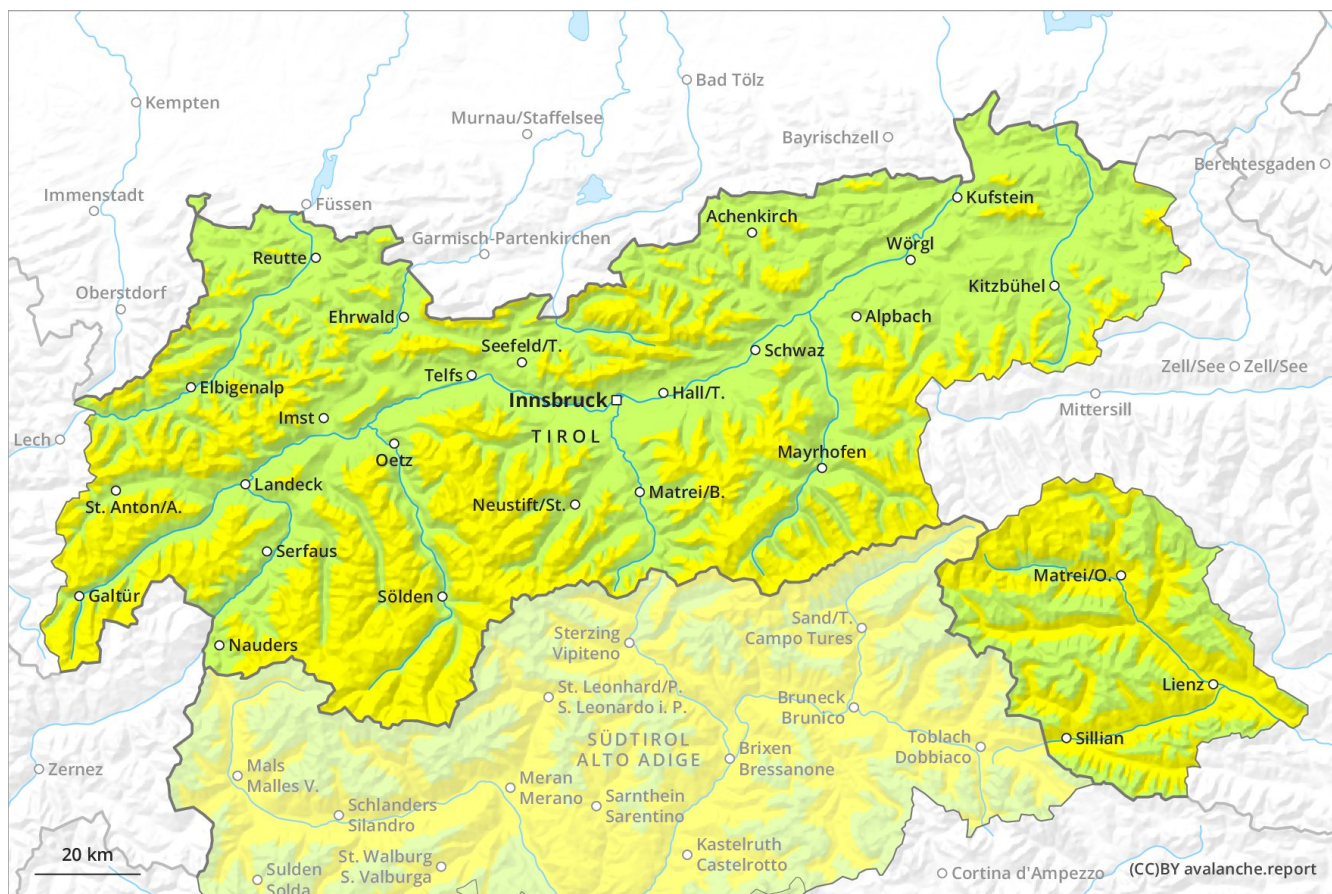 Kempten
Bad Tölz
Murnau/Staffelsee
Bayrischzell
Berchtesgaden
Immenstadt
Füssen
Kufstein
Achenkirch
Garmisch-Partenkirchen
Wörgl
Reutte
Oberstdorf
Kitzbühel
Ehrwald
Alpbach
Seefeld/T.
Schwaz
Telfs
Zell/See
Zell/See
Elbigenalp
Hall/T.
Innsbruck
Mittersill
Imst
TIROL
Lech
Oetz
Mayrhofen
Landeck
Matrei/B.
St. Anton/A.
Neustift/St.
Serfaus
Matrei/O.
Galtür
Sölden
Sand/T.
Campo Tures
Sterzing
Vipiteno
Nauders
Lienz
St. Leonhard/P.
S. Leonardo i. P.
Bruneck
Brunico
Sillian
SÜDTIROL
ALTO ADIGE
Toblach
Dobbiaco
Brixen
Bressanone
Zernez
Mals
Malles V.
Meran
Merano
Sarnthein
Sarentino
Schlanders
Silandro
Kastelruth
Castelrotto
20 km
St. Walburg
S. Valburga
Sulden
Solda
Cortina d'Ampezzo
(CC)BY avalanche.report